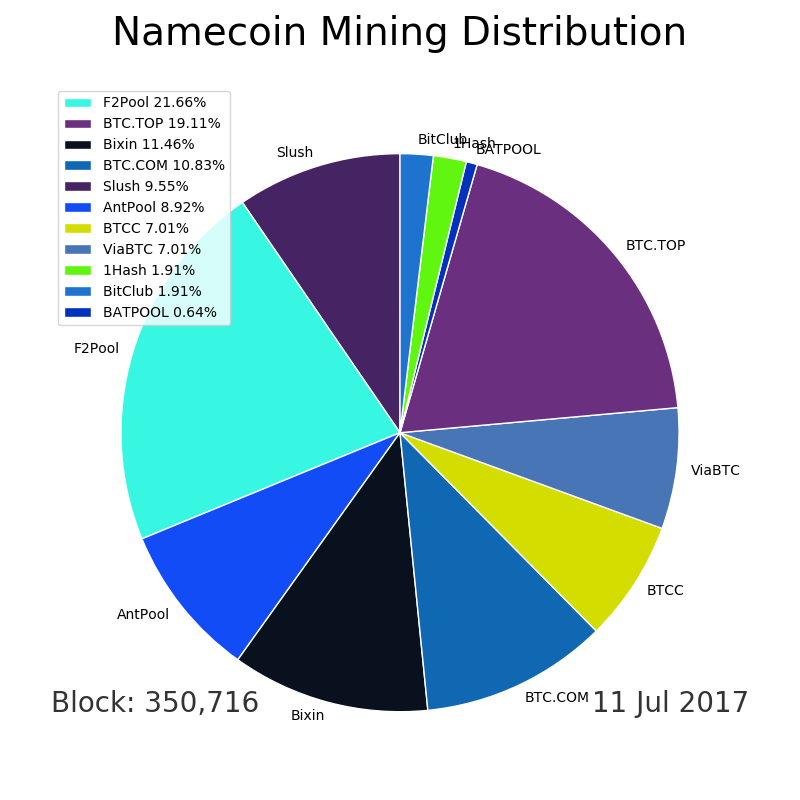 Namecoin Mining Distribution
F2Pool 21.66%
BTC.TOP 19.11%
Bixin 11.46%
BTC.COM 10.83%
Slush 9.55%
AntPool 8.92%
BTCC 7.01%
ViaBTC 7.01%
1Hash 1.91%
BitClub 1.91%
BATPOOL 0.64%
BitClub
1Hash
BATPOOL
Slush
BTC.TOP
F2Pool
ViaBTC
BTCC
AntPool
BTC.COM
Bixin
Block: 350,716
11 Jul 2017